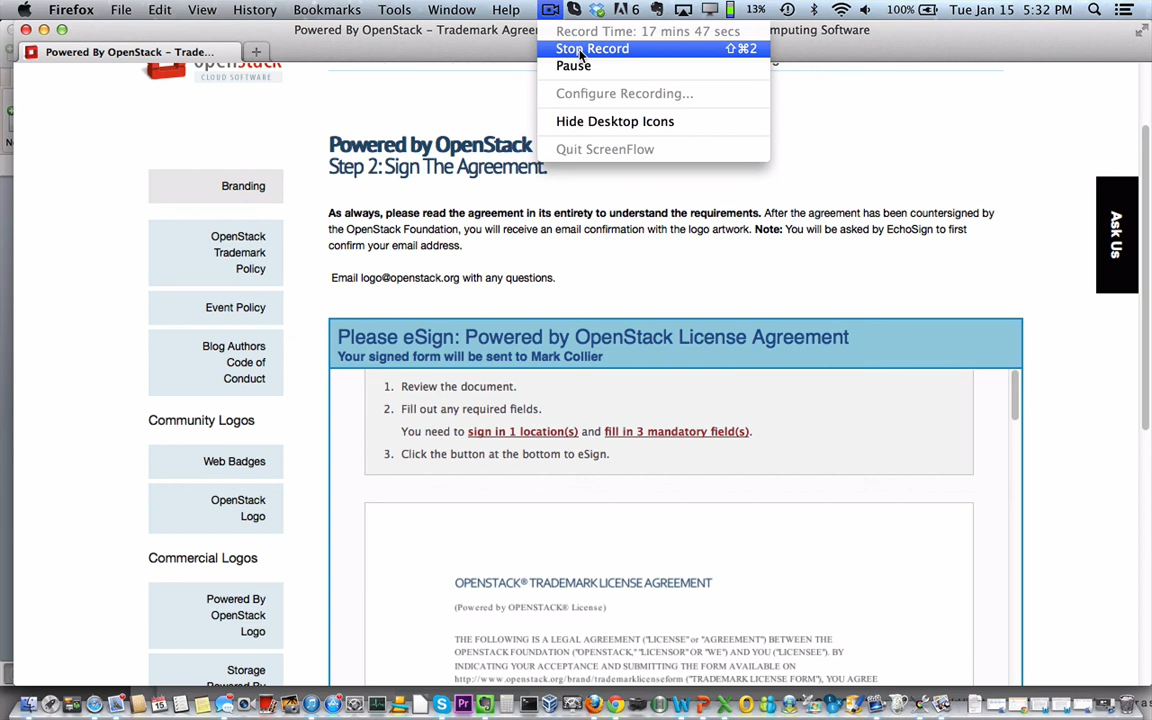 Firefox File Edit View History Bookmarks Tools Window Help 6 13% 100% Tue Jan 15 5:32 PM
Powered By OpenStack – Trademark Agree
mputing Software
Record Time: 17 mins 47 secs
Stop Record ⇧⌘2
Pause
Configure Recording...
Hide Desktop Icons
Quit ScreenFlow
Powered By OpenStack – Trade...
openstack
CLOUD SOFTWARE
Branding
OpenStack
Trademark
Policy
Event Policy
Blog Authors
Code of
Conduct
Community Logos
Web Badges
OpenStack
Logo
Commercial Logos
Powered By
OpenStack
Logo
Storage
Powered By
Powered by OpenStack
Step 2: Sign The Agreement.
As always, please read the agreement in its entirety to understand the requirements. After the agreement has been countersigned by
the OpenStack Foundation, you will receive an email confirmation with the logo artwork. Note: You will be asked by EchoSign to first
confirm your email address.
Email logo@openstack.org with any questions.
Please eSign: Powered by OpenStack License Agreement
Your signed form will be sent to Mark Collier
1. Review the document.
2. Fill out any required fields.
You need to sign in 1 location(s) and fill in 3 mandatory field(s).
3. Click the button at the bottom to eSign.
OPENSTACK® TRADEMARK LICENSE AGREEMENT
(Powered by OPENSTACK® License)
THE FOLLOWING IS A LEGAL AGREEMENT ("LICENSE" or "AGREEMENT") BETWEEN THE
OPENSTACK FOUNDATION ("OPENSTACK," "LICENSOR" OR "WE") AND YOU ("LICENSEE"). BY
INDICATING YOUR ACCEPTANCE AND SUBMITTING THE FORM AVAILABLE ON
http://www.openstack.org/brand/trademarklicenseform ("TRADEMARK LICENSE FORM"), YOU AGREE
Ask Us